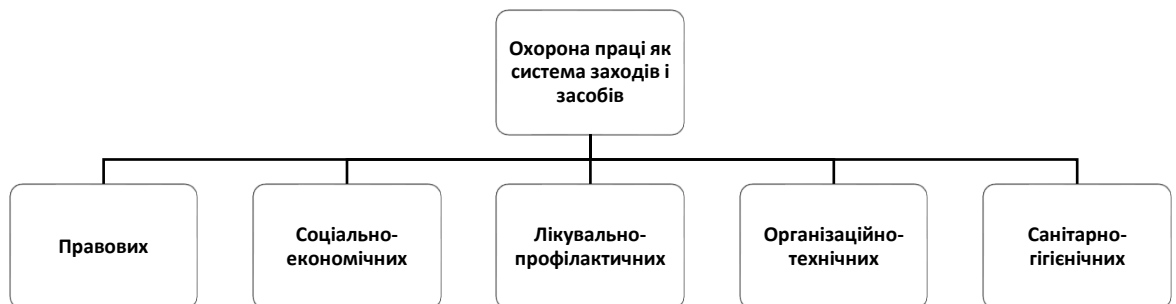 Охорона праці як
система заходів і
засобів
Правових
Соціально-
економічних
Лікувально-
профілактичних
Організаційно-
технічних
Санітарно-
гігієнічних